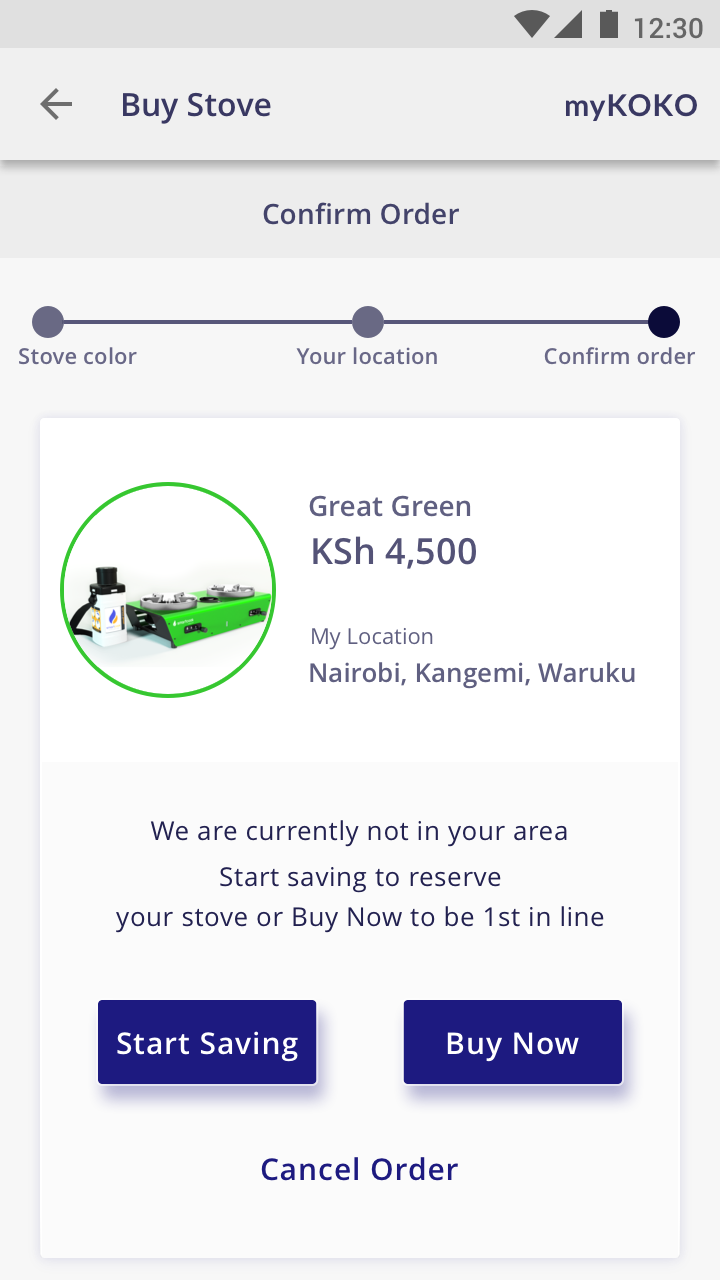 12:30
Buy Stove
myKOKO
Confirm Order
Stove color
Your location
Confirm order
Great Green
KSh 4,500
My Location
Nairobi, Kangemi, Waruku
We are currently not in your area
Start saving to reserve
your stove or Buy Now to be 1st in line
Start Saving
Buy Now
Cancel Order